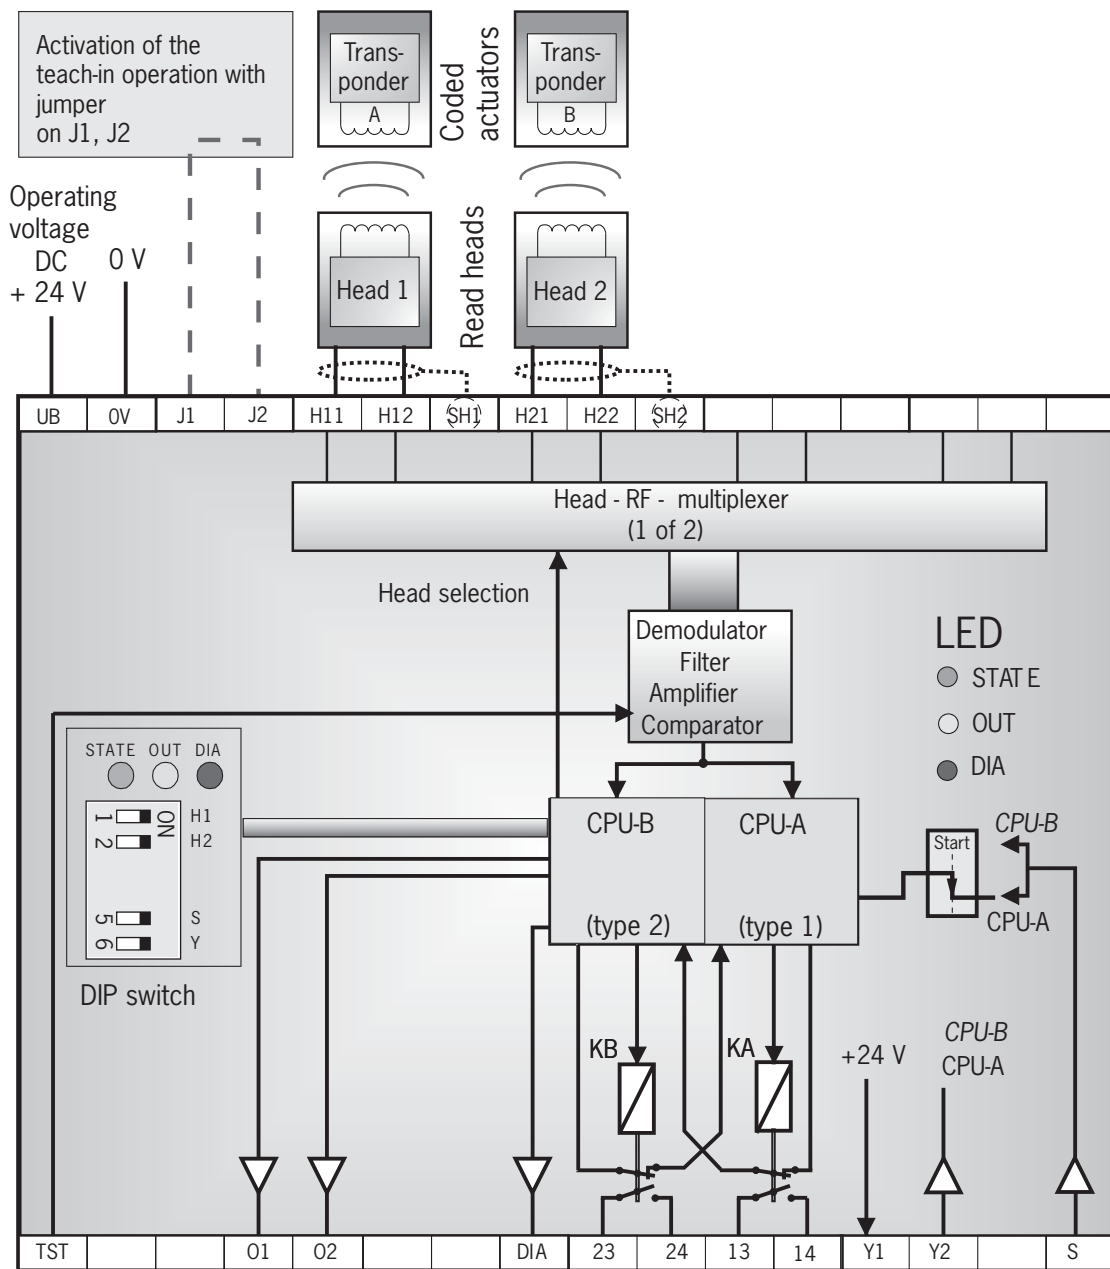 Activation of the
teach-in operation with
jumper
on J1, J2
Trans-
ponder
A
Coded
actuators
Trans-
ponder
B
Operating
voltage
DC
+ 24 V
0 V
Head 1
Read heads
Head 2
UB
0V
J1
J2
H11
H12
SH1
H21
H22
SH2
Head - RF - multiplexer
(1 of 2)
Head selection
Demodulator
Filter
Amplifier
Comparator
LED
STATE
OUT
DIA
STATE OUT DIA
ON
1
H1
2
H2
5
S
6
Y
DIP switch
CPU-B
(type 2)
CPU-A
(type 1)
Start
CPU-B
CPU-A
KB
KA
+24 V
CPU-B
CPU-A
TST
O1
O2
DIA
23
24
13
14
Y1
Y2
S